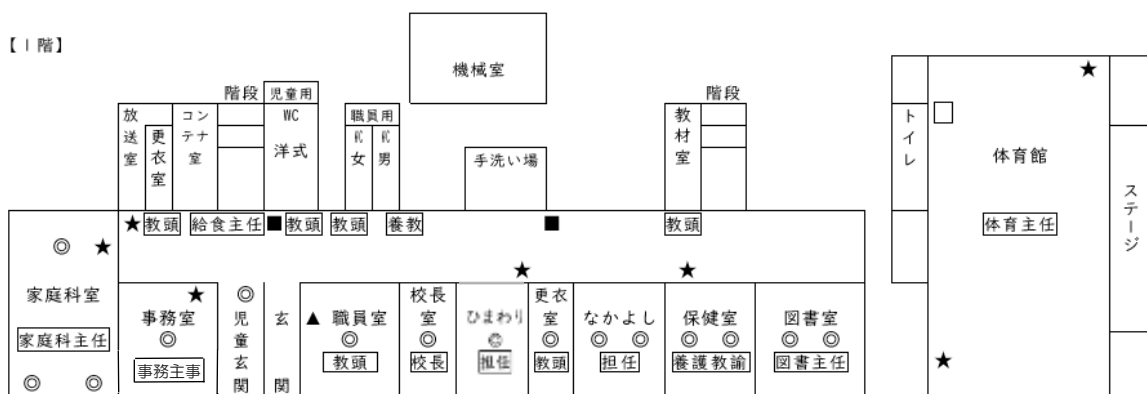 【1階】
機械室
階段
児童用
WC
洋式
放送室
更衣室
コンテナ室
職員用
WC女
WC男
手洗い場
教材室
階段
トイレ
体育館
ステージ
体育主任
★
□
★
★教頭
給食主任
■
教頭
教頭
養教
■
教頭
◎
★
★
★
家庭科室
家庭科主任
◎ ◎
★
事務室
◎
事務主事
◎
児童玄関
玄関
▲ 職員室
◎
教頭
校長室
◎
校長
ひまわり
◎
担任
更衣室
◎
教頭
なかよし
◎ ◎
担任
保健室
◎ ◎
養護教諭
図書室
◎ ◎
図書主任